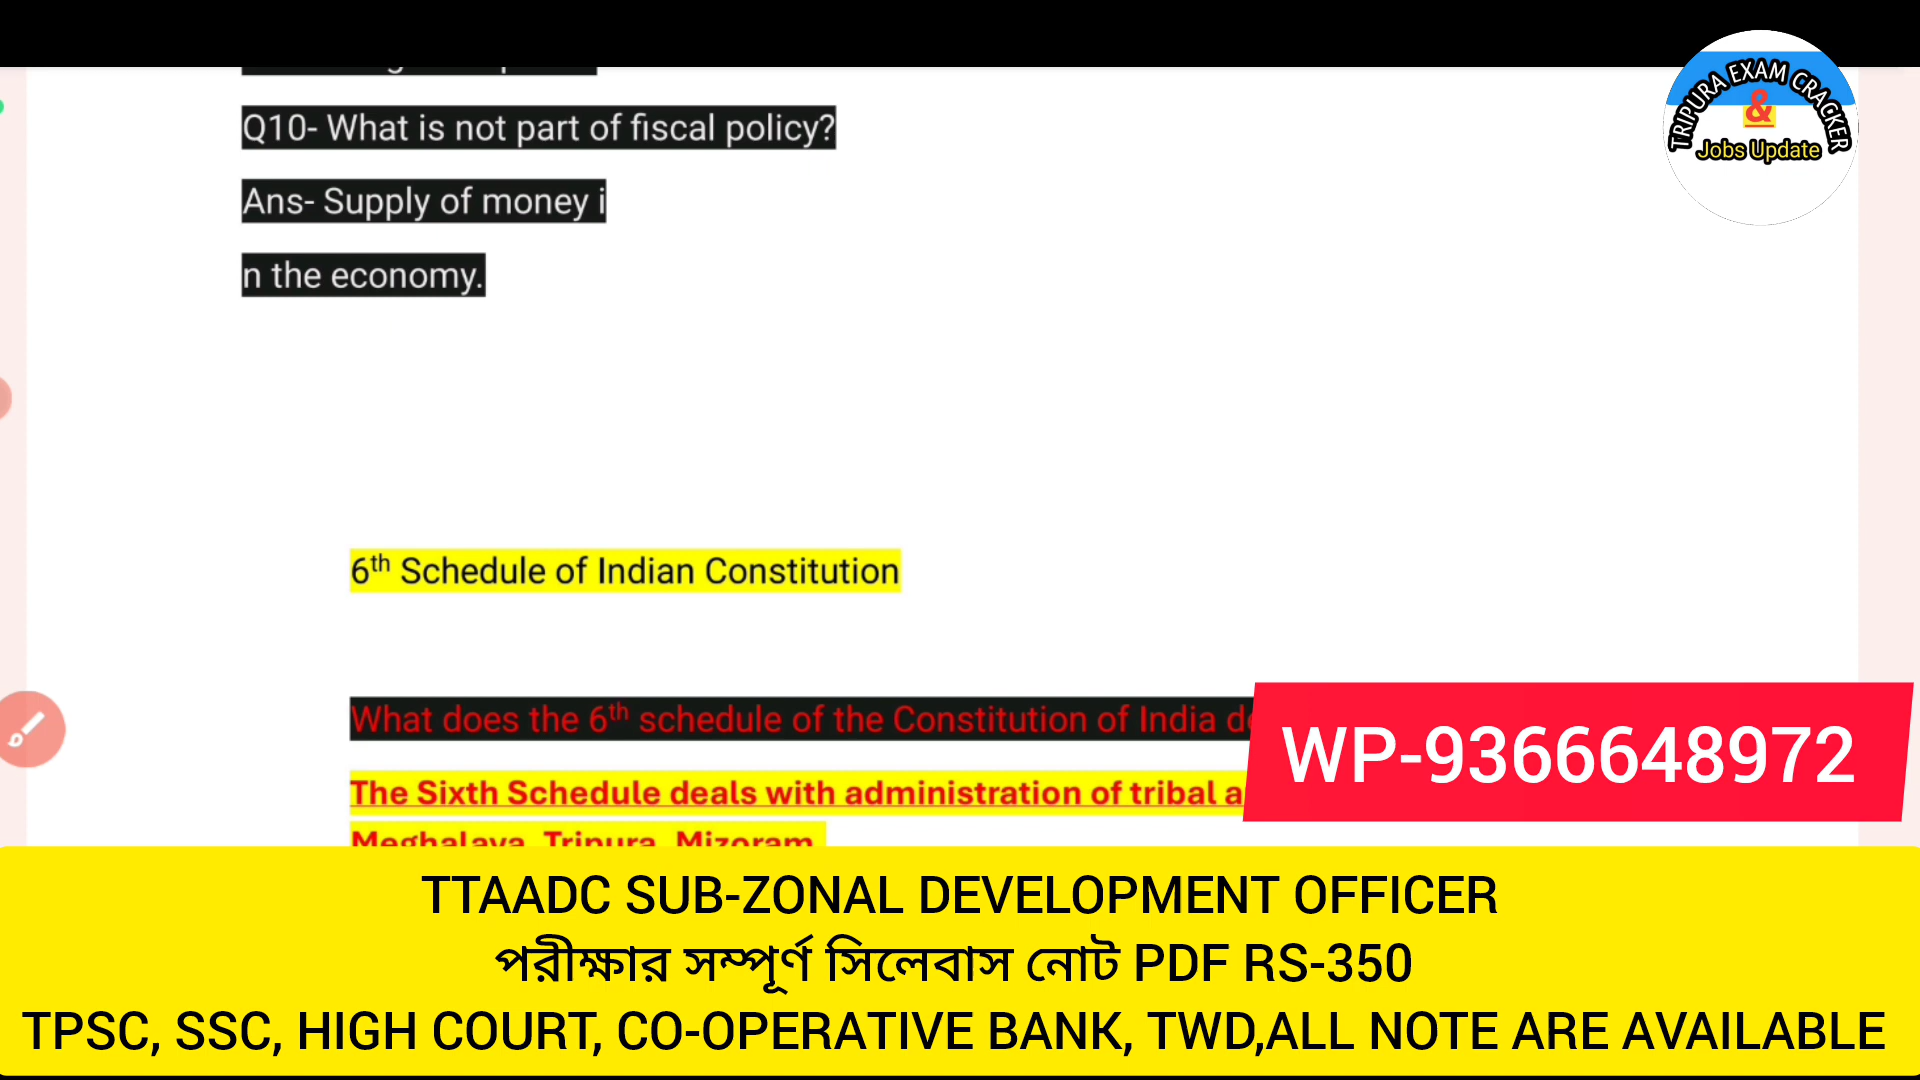 TRIPURA EXAM CRACKER
&
Jobs Update
Q10- What is not part of fiscal policy?
Ans- Supply of money i
n the economy.
6th Schedule of Indian Constitution
What does the 6th schedule of the Constitution of India
WP-9366648972
The Sixth Schedule deals with administration of tribal
Meghalaya, Tripura, Mizoram
TTAADC SUB-ZONAL DEVELOPMENT OFFICER
পরীক্ষার সম্পূর্ণ সিলেবাস নোট PDF RS-350
TPSC, SSC, HIGH COURT, CO-OPERATIVE BANK, TWD,ALL NOTE ARE AVAILABLE